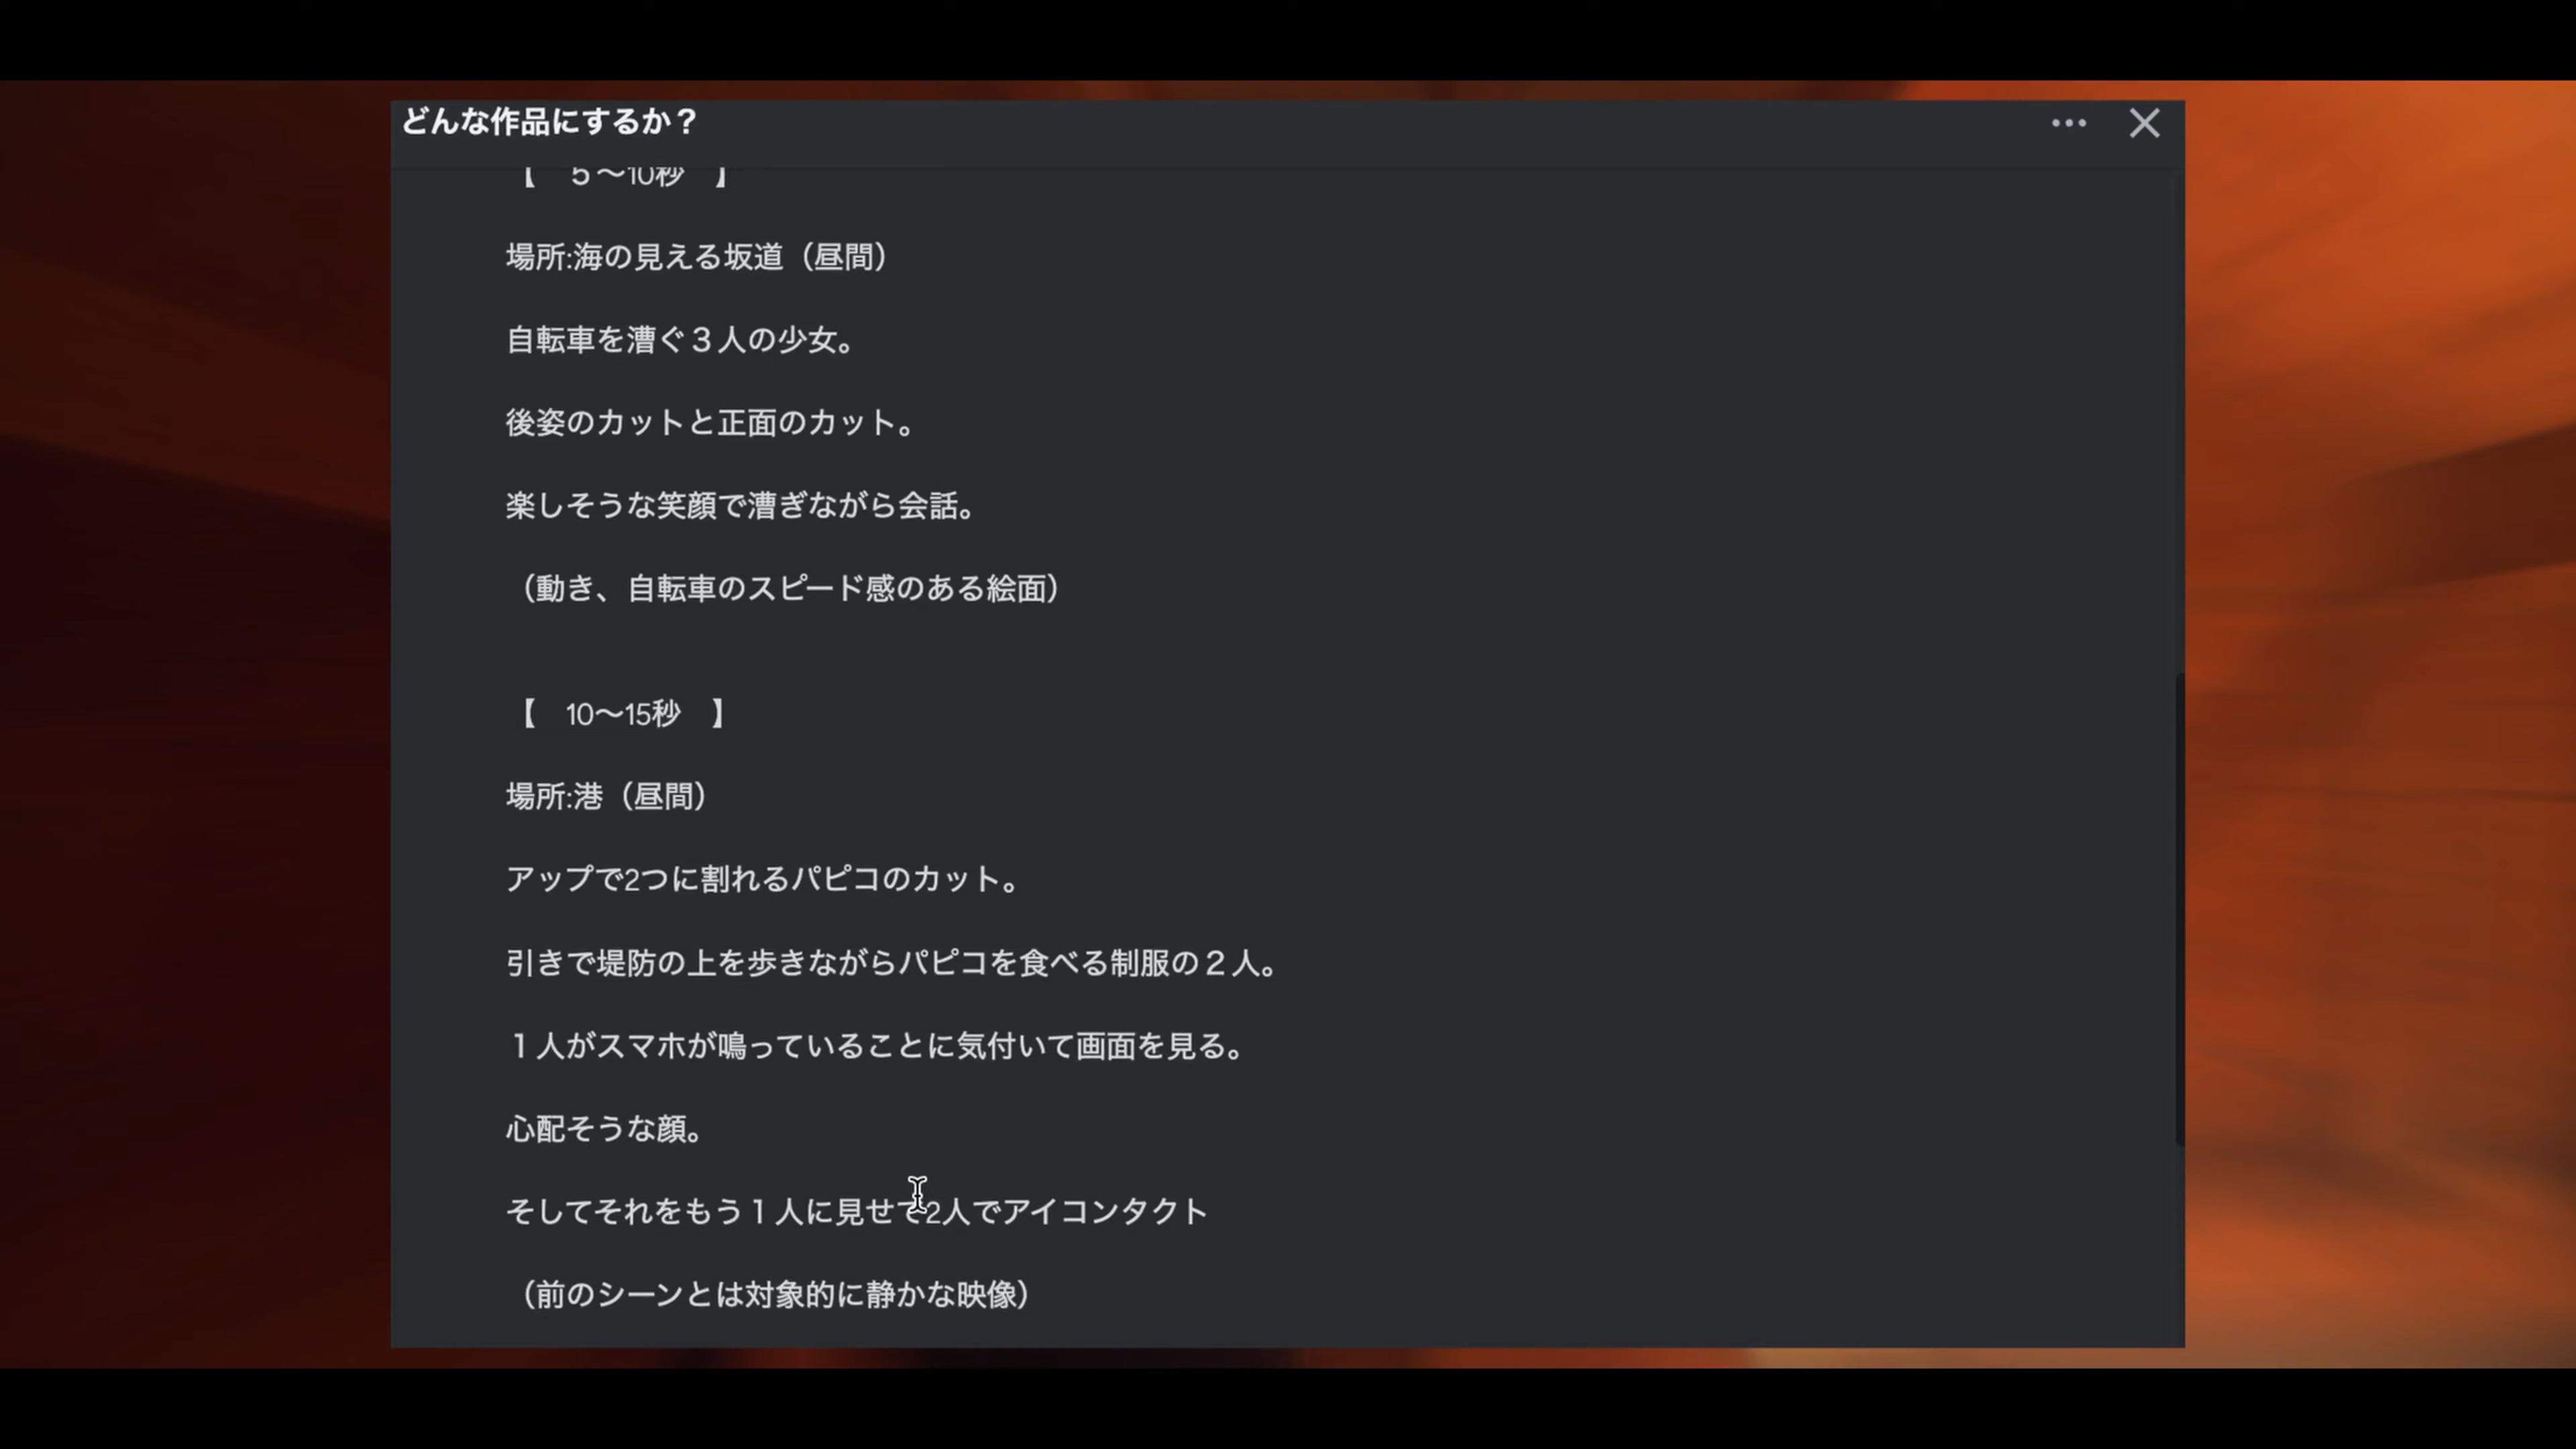 どんな作品にするか？
【　5～10秒　】
場所:海の見える坂道（昼間）
自転車を漕ぐ３人の少女。
後姿のカットと正面のカット。
楽しそうな笑顔で漕ぎながら会話。
（動き、自転車のスピード感のある絵面）
【　10～15秒　】
場所:港（昼間）
アップで2つに割れるパピコのカット。
引きで堤防の上を歩きながらパピコを食べる制服の２人。
１人がスマホが鳴っていることに気付いて画面を見る。
心配そうな顔。
そしてそれをもう１人に見せて2人でアイコンタクト
（前のシーンとは対象的に静かな映像）